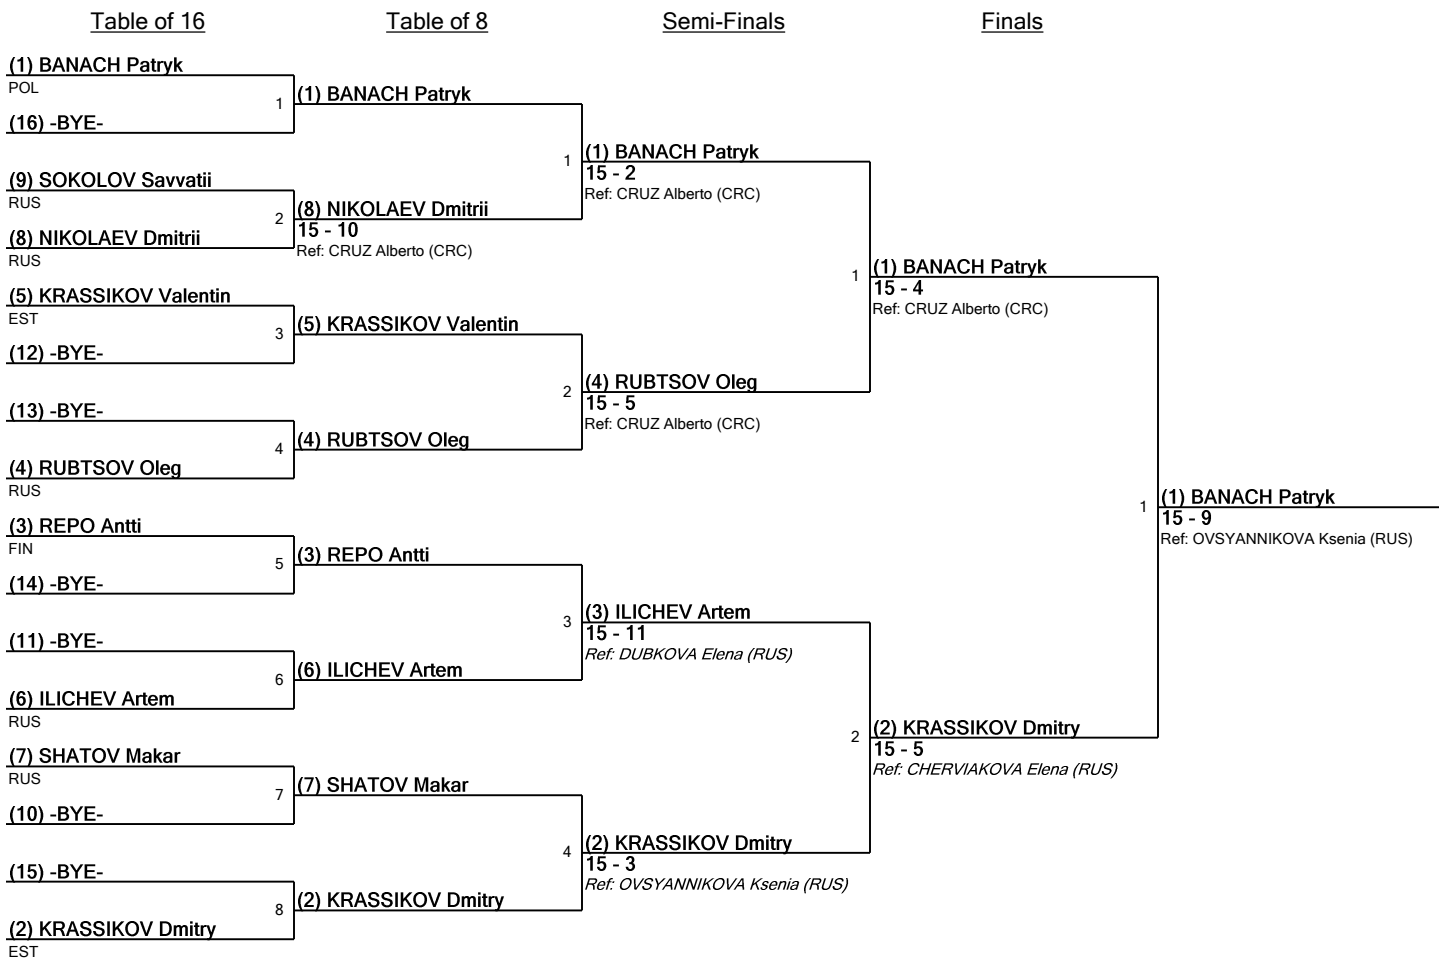 Table of 16
Table of 8
Semi-Finals
Finals
(1) BANACH Patryk
POL
(16) -BYE-
(9) SOKOLOV Savvatii
RUS
(8) NIKOLAEV Dmitrii
RUS
(5) KRASSIKOV Valentin
EST
(12) -BYE-
(13) -BYE-
(4) RUBTSOV Oleg
RUS
(3) REPO Antti
FIN
(14) -BYE-
(11) -BYE-
(6) ILICHEV Artem
RUS
(7) SHATOV Makar
RUS
(10) -BYE-
(15) -BYE-
(2) KRASSIKOV Dmitry
EST
1
2
3
4
5
6
7
8
(1) BANACH Patryk
(8) NIKOLAEV Dmitrii
15 - 10
Ref: CRUZ Alberto (CRC)
(5) KRASSIKOV Valentin
(4) RUBTSOV Oleg
(3) REPO Antti
(6) ILICHEV Artem
(7) SHATOV Makar
(2) KRASSIKOV Dmitry
1
2
3
4
(1) BANACH Patryk
15 - 2
Ref: CRUZ Alberto (CRC)
(4) RUBTSOV Oleg
15 - 5
Ref: CRUZ Alberto (CRC)
(3) ILICHEV Artem
15 - 11
Ref: DUBKOVA Elena (RUS)
(2) KRASSIKOV Dmitry
15 - 3
Ref: OVSYANNIKOVA Ksenia (RUS)
1
2
(1) BANACH Patryk
15 - 4
Ref: CRUZ Alberto (CRC)
(2) KRASSIKOV Dmitry
15 - 5
Ref: CHERVIAKOVA Elena (RUS)
1
(1) BANACH Patryk
15 - 9
Ref: OVSYANNIKOVA Ksenia (RUS)